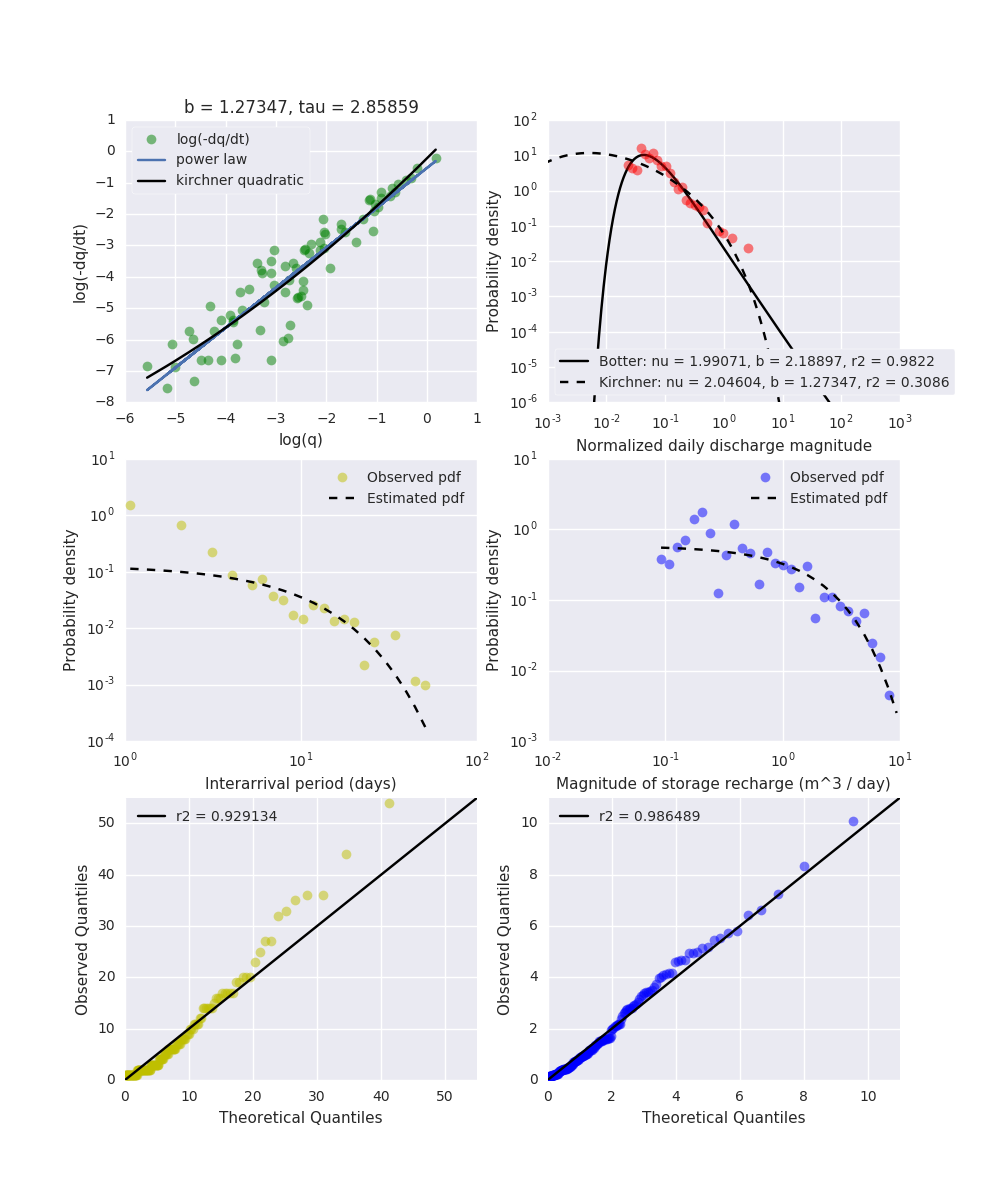 b = 1.27347, tau = 2.85859
log(-dq/dt)
power law
kirchner quadratic
1
0
−1
−2
−3
−4
−5
−6
−7
−8
log(-dq/dt)
−6 −5 −4 −3 −2 −1 0 1
log(q)
10^2
10^1
10^0
10^-1
10^-2
10^-3
10^-4
10^-5
10^-6
Probability density
Botter: nu = 1.99071, b = 2.18897, r2 = 0.9822
Kirchner: nu = 2.04604, b = 1.27347, r2 = 0.3086
10^-3 10^-2 10^-1 10^0 10^1 10^2 10^3
Normalized daily discharge magnitude
10^1
10^0
10^-1
10^-2
10^-3
10^-4
Probability density
Observed pdf
Estimated pdf
10^0 10^1 10^2
Interarrival period (days)
10^1
10^0
10^-1
10^-2
10^-3
Probability density
Observed pdf
Estimated pdf
10^-2 10^-1 10^0 10^1
Magnitude of storage recharge (m^3 / day)
r2 = 0.929134
50
40
30
20
10
0
Observed Quantiles
0 10 20 30 40 50
Theoretical Quantiles
r2 = 0.986489
10
8
6
4
2
0
Observed Quantiles
0 2 4 6 8 10
Theoretical Quantiles